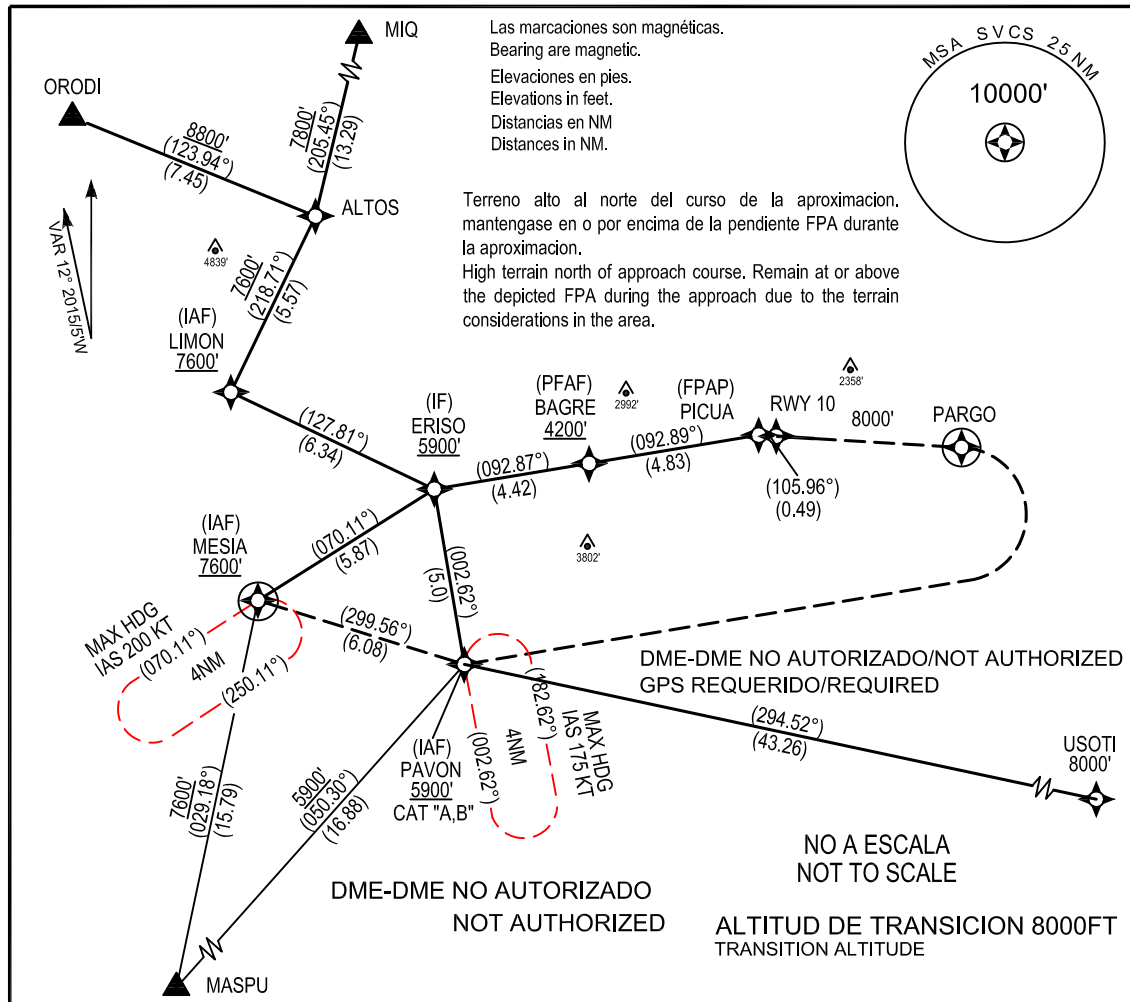 MIQ
Las marcaciones son magnéticas.
Bearing are magnetic.
Elevaciones en pies.
Elevations in feet.
Distancias en NM
Distances in NM.
MSA SVCS 25NM
10000'
ORODI
8800'
(123.94°)
(7.45)
7800'
(205.45°)
(13.29)
ALTOS
VAR 12° 2015/5'W
4839'
7600'
(218.71°)
(5.57)
Terreno alto al norte del curso de la aproximacion.
mantengase en o por encima de la pendiente FPA durante
la aproximacion.
High terrain north of approach course. Remain at or above
the depicted FPA during the approach due to the terrain
considerations in the area.
(IAF)
LIMON
7600'
(127.81°)
(6.34)
(IF)
ERISO
5900'
(PFAF)
BAGRE
4200'
2992'
(FPAP)
PICUA
RWY 10
2358'
8000'
PARGO
(092.87°)
(4.42)
(092.89°)
(4.83)
(105.96°)
(0.49)
(IAF)
MESIA
7600'
(070.11°)
(5.87)
(002.62°)
(5.0)
3802'
MAX HDG
IAS 200 KT
(070.11°)
4NM
(250.11°)
(299.56°)
(6.08)
DME-DME NO AUTORIZADO/NOT AUTHORIZED
GPS REQUERIDO/REQUIRED
(182.62°)
MAX HDG
IAS 175 KT
4NM
(002.62°)
(294.52°)
(43.26)
USOTI
8000'
(IAF)
PAVON
5900'
CAT "A,B"
7600'
(029.18°)
(15.79)
5900'
(050.30°)
(16.88)
NO A ESCALA
NOT TO SCALE
DME-DME NO AUTORIZADO
NOT AUTHORIZED
ALTITUD DE TRANSICION 8000FT
TRANSITION ALTITUDE
MASPU